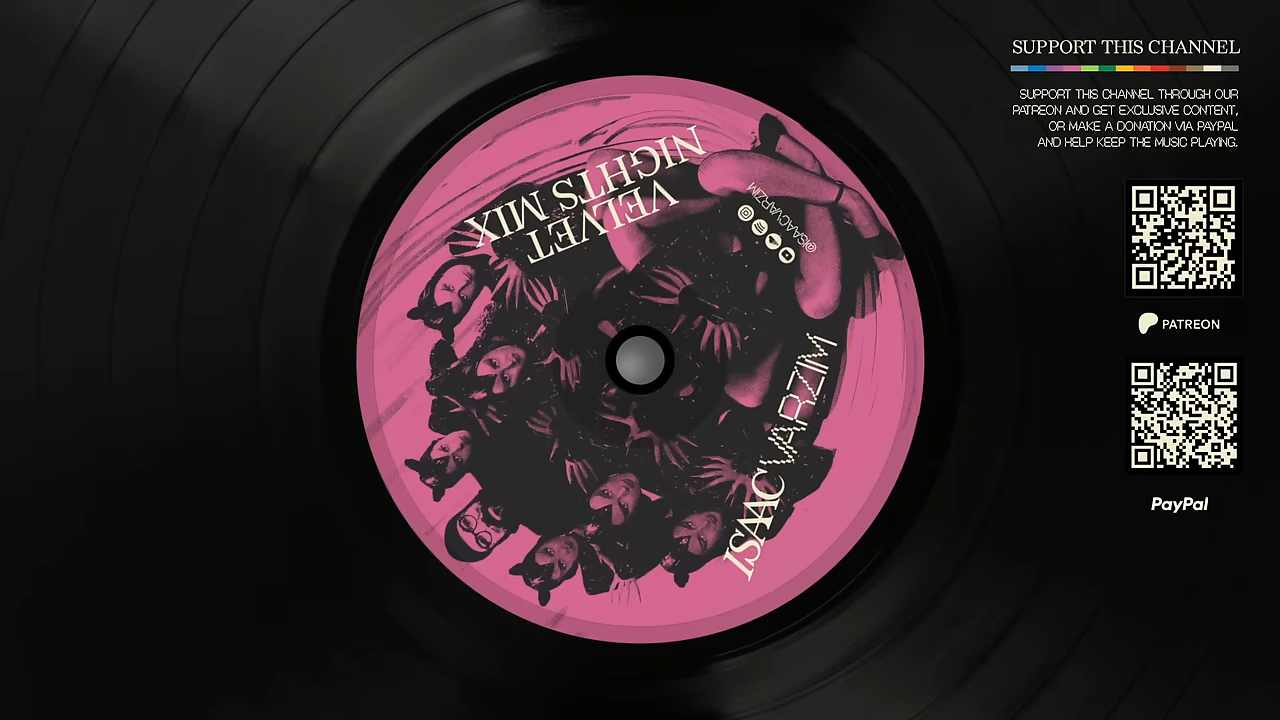 VELVET
NIGHTS MIX
@ISAACVARZIM
ISAAC VARZIM
SUPPORT THIS CHANNEL
SUPPORT THIS CHANNEL THROUGH OUR
PATREON AND GET EXCLUSIVE CONTENT,
OR MAKE A DONATION VIA PAYPAL
AND HELP KEEP THE MUSIC PLAYING.
PATREON
PayPal